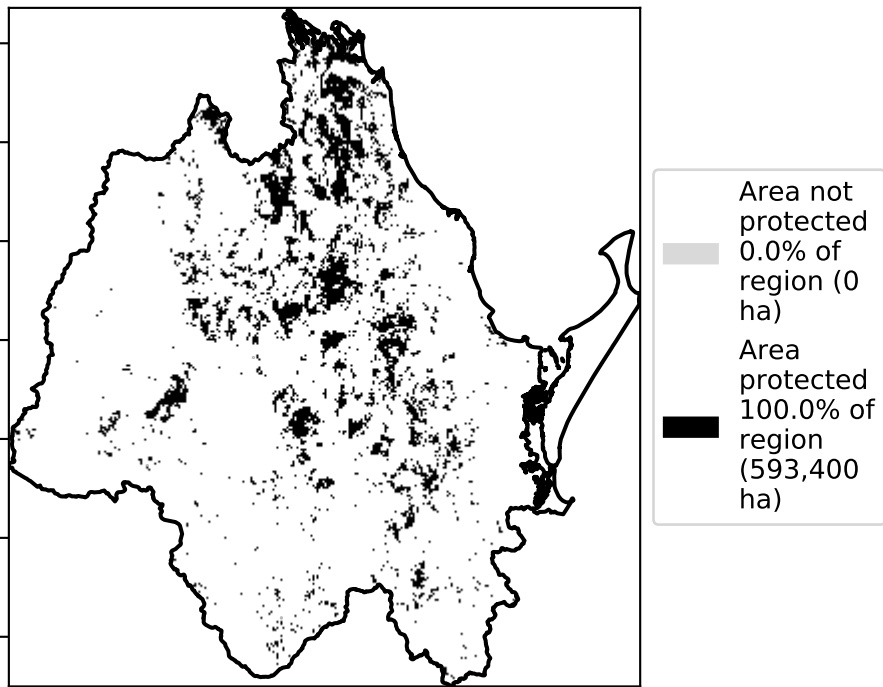 Area not
protected
0.0% of
region (0
ha)
Area
protected
100.0% of
region
(593,400
ha)